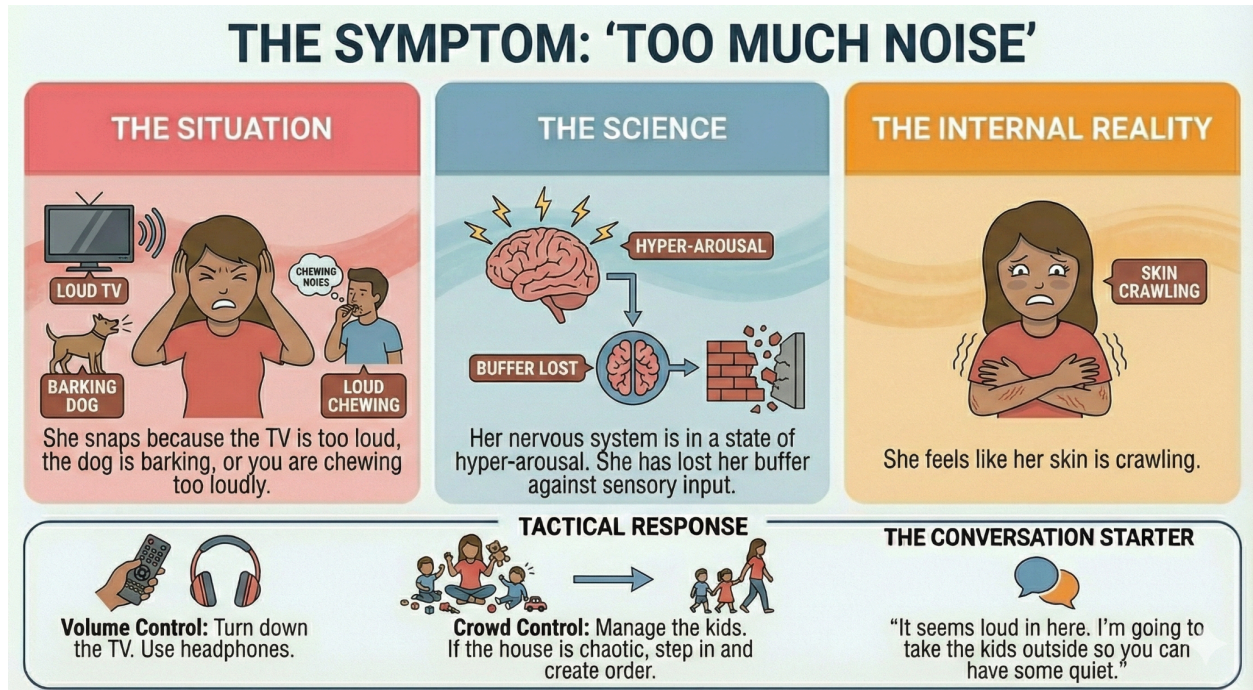 THE SYMPTOM: ‘TOO MUCH NOISE’
THE SITUATION
LOUD TV
CHEWING
NOIES
BARKING
DOG
LOUD
CHEWING
She snaps because the TV is too loud,
the dog is barking, or you are chewing
too loudly.
THE SCIENCE
HYPER-AROUSAL
BUFFER LOST
Her nervous system is in a state of
hyper-arousal. She has lost her buffer
against sensory input.
THE INTERNAL REALITY
SKIN
CRAWLING
She feels like her skin is crawling.
TACTICAL RESPONSE
Volume Control: Turn down
the TV. Use headphones.
Crowd Control: Manage the kids.
If the house is chaotic, step in and
create order.
THE CONVERSATION STARTER
“It seems loud in here. I’m going to
take the kids outside so you can
have some quiet.”